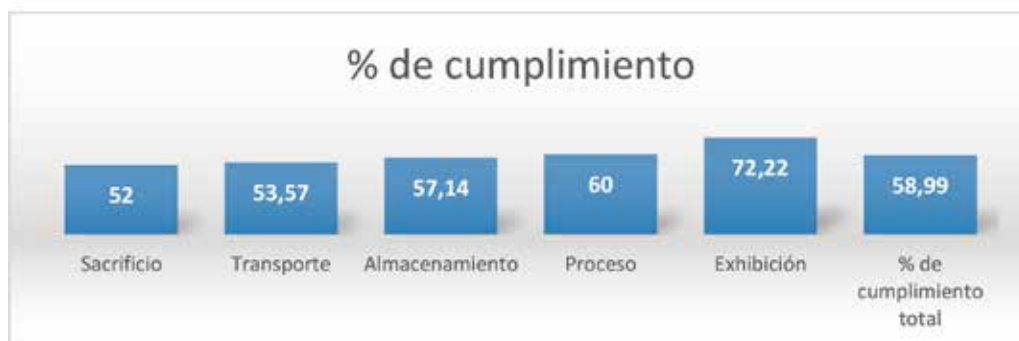 % de cumplimiento
52
53,57
57,14
60
72,22
58,99
Sacrificio
Transporte
Almacenamiento
Proceso
Exhibición
% de
cumplimiento
total